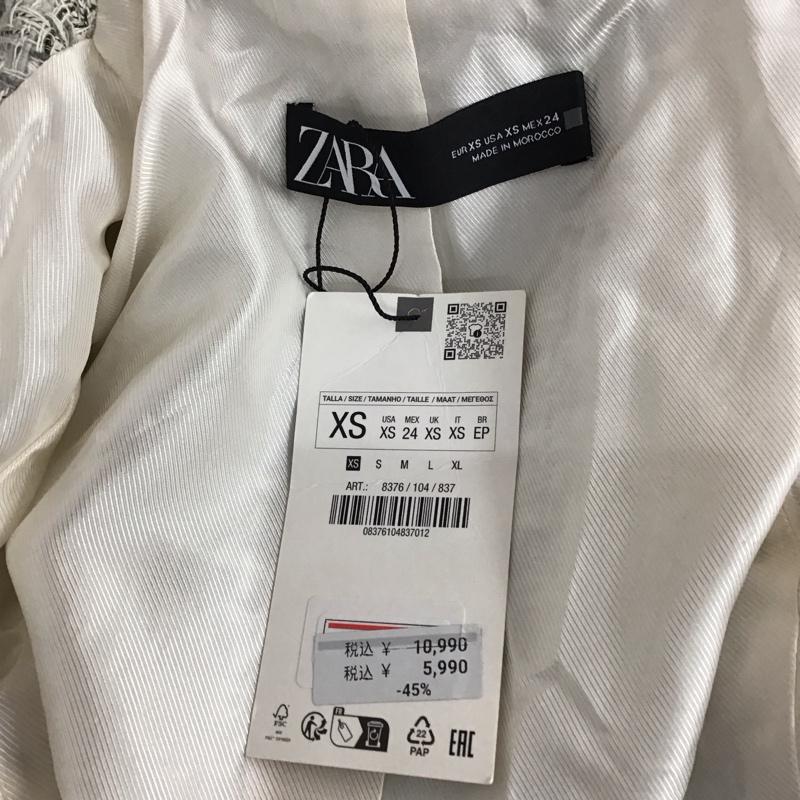 ZARA
EUR XS USA XS MEX 24
MADE IN MOROCCO
TALLA / SIZE / TAMANHO / TAILLE / MAAT / ΜΕΓΕΘΟΣ
XS
USA MEX UK IT BR
XS 24 XS XS EP
XS S M L XL
ART.: 8376 / 104 / 837
08376104837012
税込 ¥ 10,990
税込 ¥ 5,990
-45%
FSC
FR
22
PAP
EAC